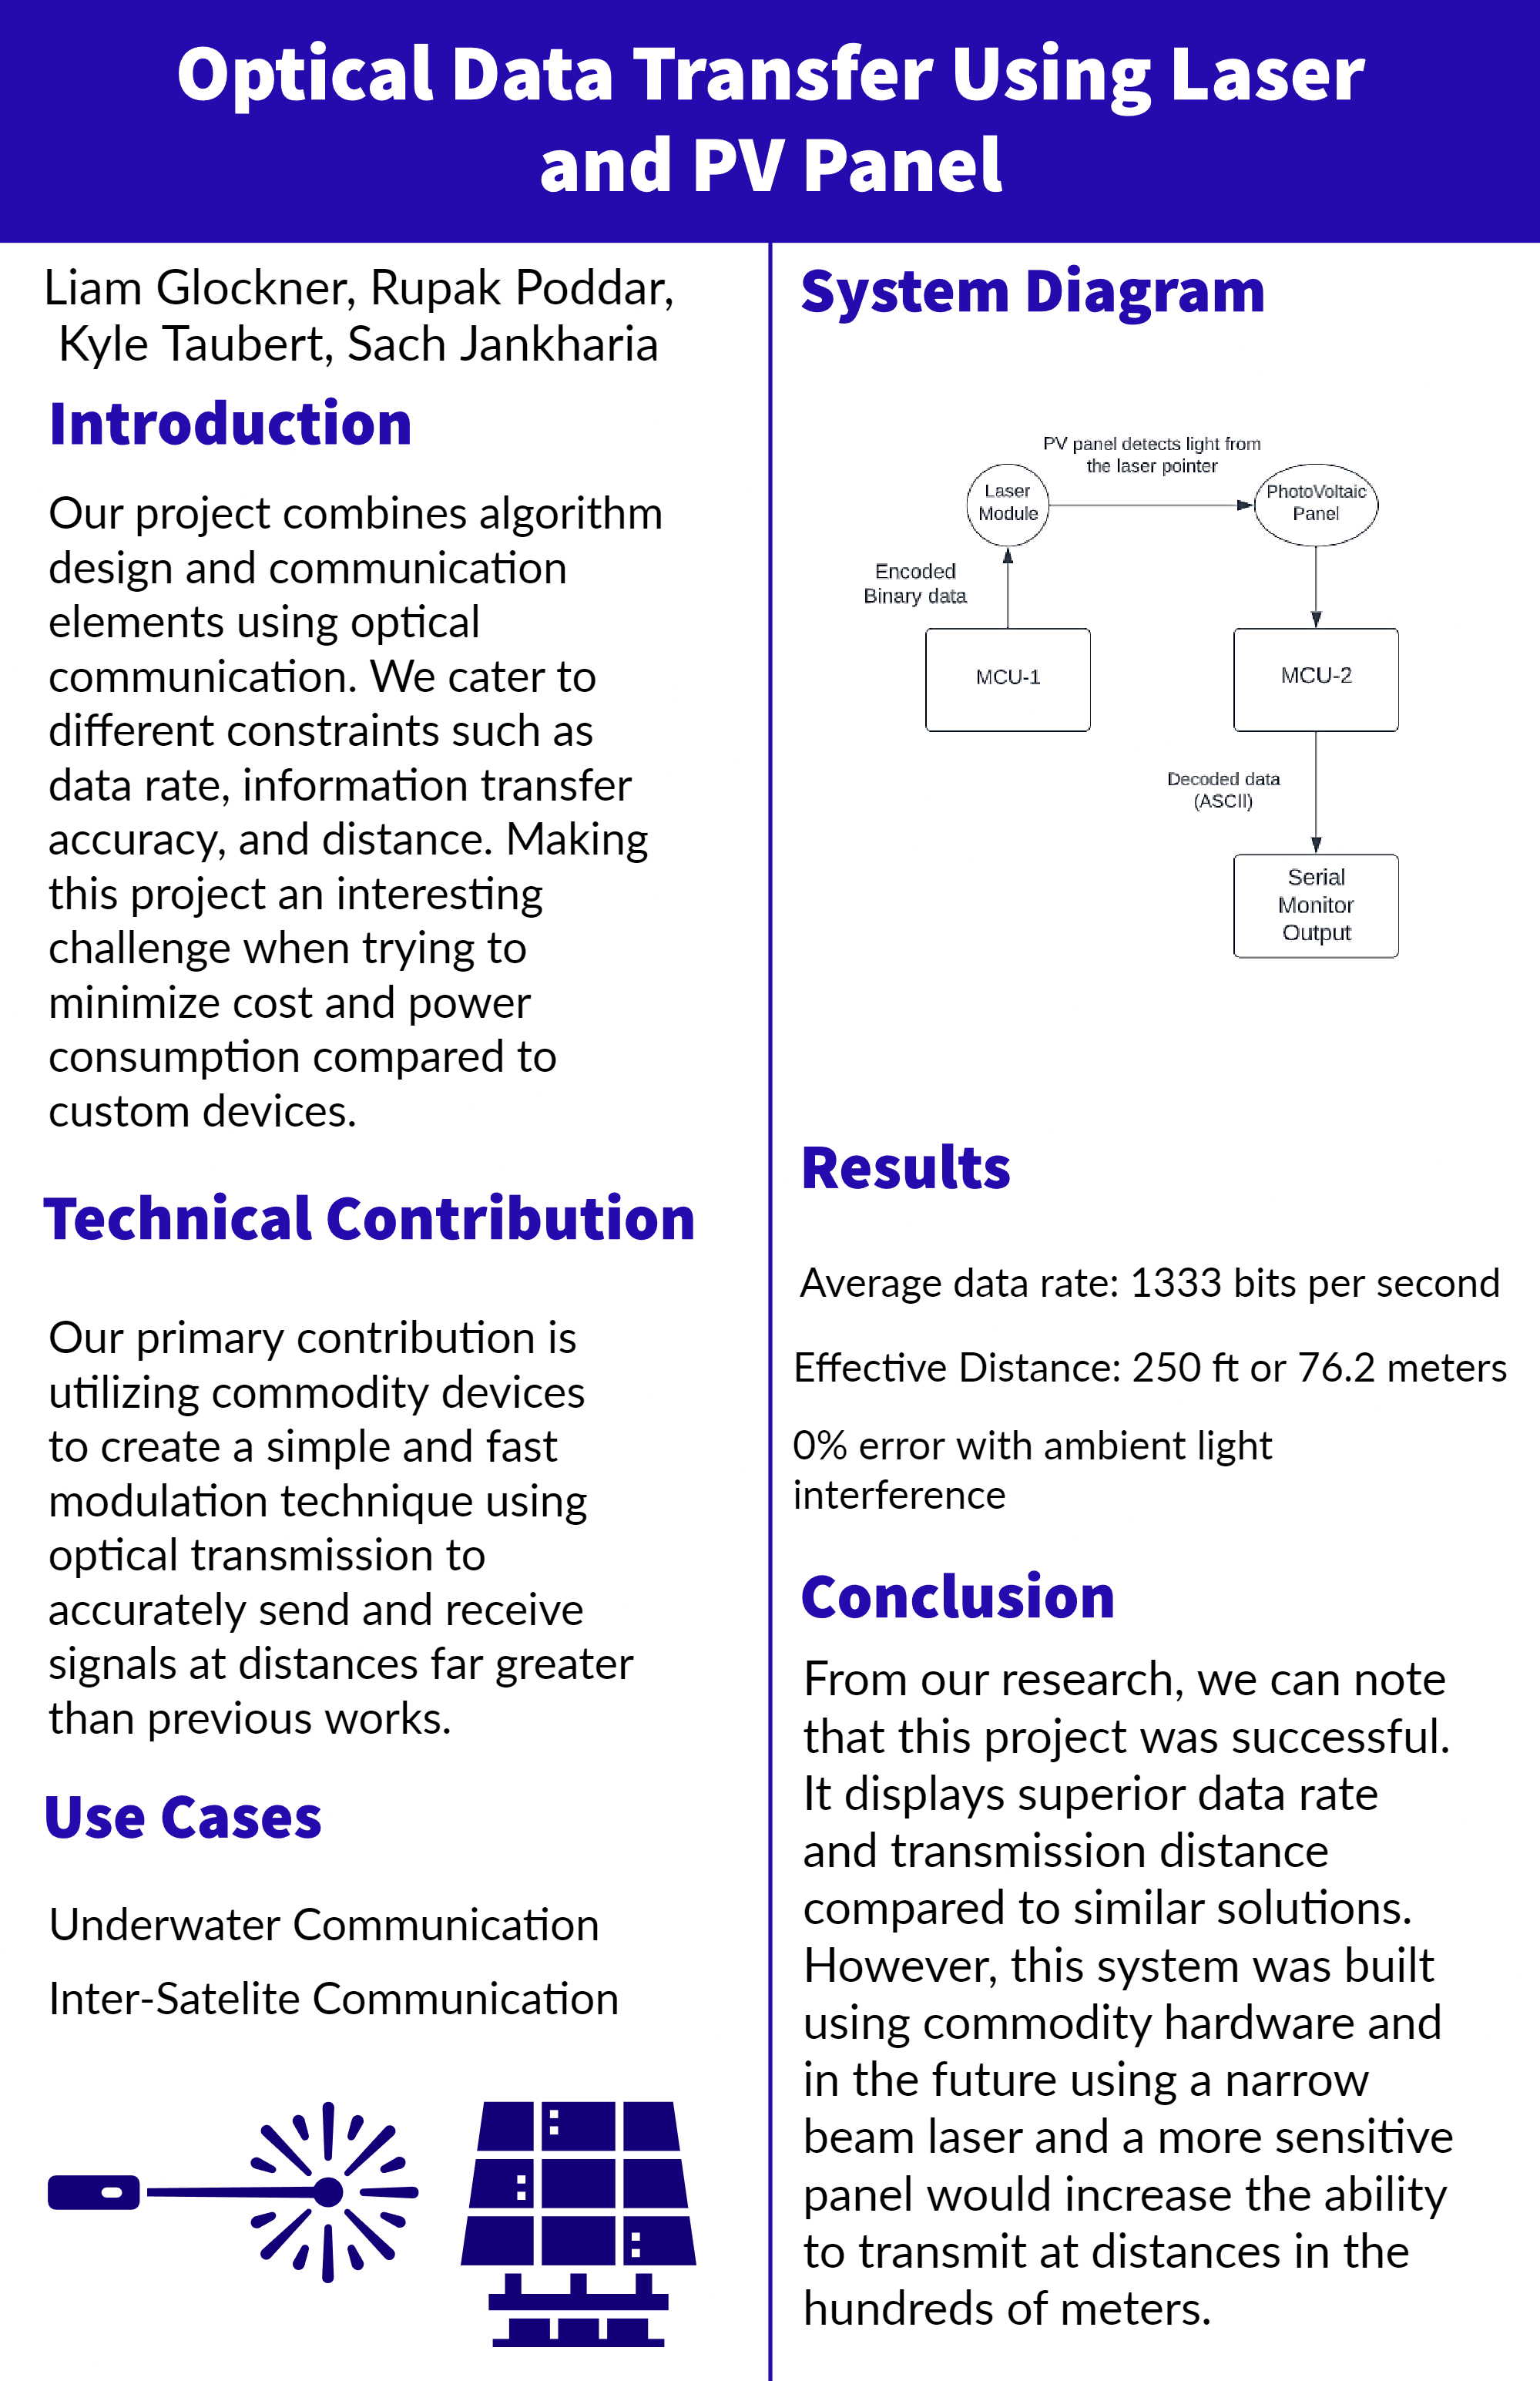 Optical Data Transfer Using Laser
and PV Panel
Liam Glockner, Rupak Poddar,
Kyle Taubert, Sach Jankharia
Introduction
Our project combines algorithm
design and communication
elements using optical
communication. We cater to
different constraints such as
data rate, information transfer
accuracy, and distance. Making
this project an interesting
challenge when trying to
minimize cost and power
consumption compared to
custom devices.
Technical Contribution
Our primary contribution is
utilizing commodity devices
to create a simple and fast
modulation technique using
optical transmission to
accurately send and receive
signals at distances far greater
than previous works.
Use Cases
Underwater Communication
Inter-Satelite Communication
System Diagram
PV panel detects light from
the laser pointer
Laser
Module
PhotoVoltaic
Panel
Encoded
Binary data
MCU-1
MCU-2
Decoded data
(ASCII)
Serial
Monitor
Output
Results
Average data rate: 1333 bits per second
Effective Distance: 250 ft or 76.2 meters
0% error with ambient light
interference
Conclusion
From our research, we can note
that this project was successful.
It displays superior data rate
and transmission distance
compared to similar solutions.
However, this system was built
using commodity hardware and
in the future using a narrow
beam laser and a more sensitive
panel would increase the ability
to transmit at distances in the
hundreds of meters.